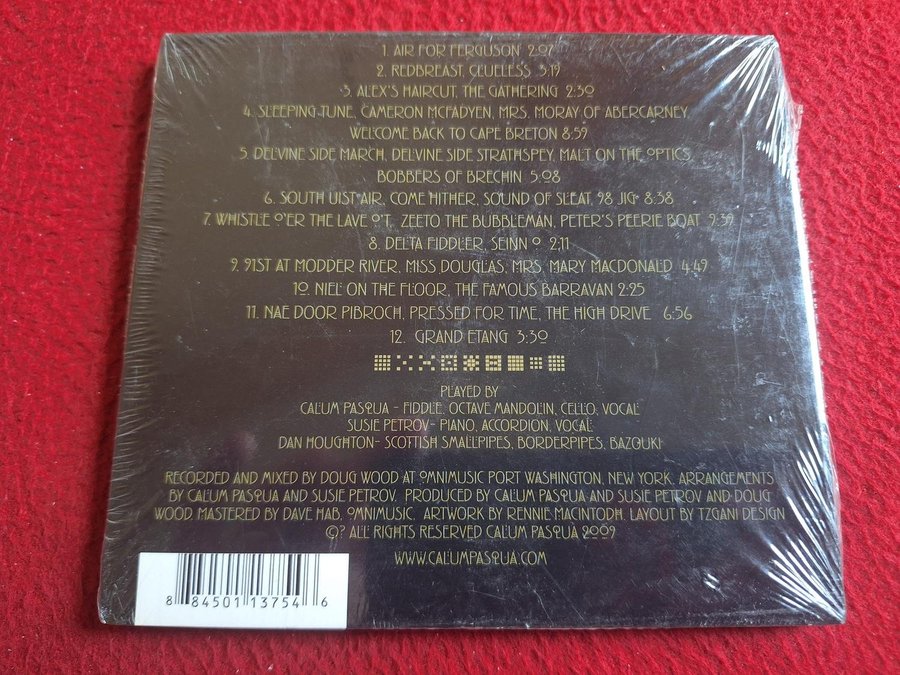 1. AIR FOR FERGUSON 2:07
2. REDBREAST, CLUELESS 3:19
3. ALEX'S HAIRCUT, THE GATHERING 2:30
4. SLEEPING TUNE, CAMERON MCFADYEN, MRS. MORAY OF ABERCARNEY,
WELCOME BACK TO CAPE BRETON 8:59
5. DELVINE SIDE MARCH, DELVINE SIDE STRATHSPEY, MALT ON THE OPTICS,
BOBBERS OF BRECHIN 5:08
6. SOUTH UIST AIR, COME HITHER, SOUND OF SLEAT, 98 JIG 8:38
7. WHISTLE O'ER THE LAVE O'T, ZEETO THE BUBBLEMAN, PETER'S PEERIE BOAT 2:39
8. DELTA FIDDLER, SEINN O 2:11
9. 91ST AT MODDER RIVER, MISS DOUGLAS, MRS. MARY MACDONALD 4:49
10. NIEL ON THE FLOOR, THE FAMOUS BARRAVAN 2:25
11. NAE DOOR PIBROCH, PRESSED FOR TIME, THE HIGH DRIVE 6:56
12. GRAND ETANG 3:30
PLAYED BY
CALUM PASQUA - FIDDLE, OCTAVE MANDOLIN, CELLO, VOCAL
SUSIE PETROV- PIANO, ACCORDION, VOCAL
DAN HOUGHTON- SCOTTISH SMALLPIPES, BORDERPIPES, BAZOUKI
RECORDED AND MIXED BY DOUG WOOD AT OMNIMUSIC PORT WASHINGTON, NEW YORK. ARRANGEMENTS
BY CALUM PASQUA AND SUSIE PETROV. PRODUCED BY CALUM PASQUA AND SUSIE PETROV AND DOUG
WOOD. MASTERED BY DAVE HAB, OMNIMUSIC. ARTWORK BY RENNIE MACINTOSH. LAYOUT BY TZGANI DESIGN
©? ALL RIGHTS RESERVED CALUM PASQUA 2009
WWW.CALUMPASQUA.COM
8 84501 13754 6